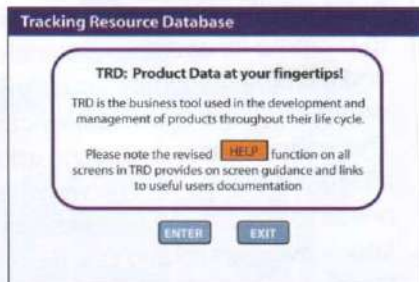 Tracking Resource Database
TRD: Product Data at your fingertips!
TRD is the business tool used in the development and
management of products throughout their life cycle.
Please note the revised HELP function on all
screens in TRD provides on screen guidance and links
to useful users documentation
ENTER EXIT